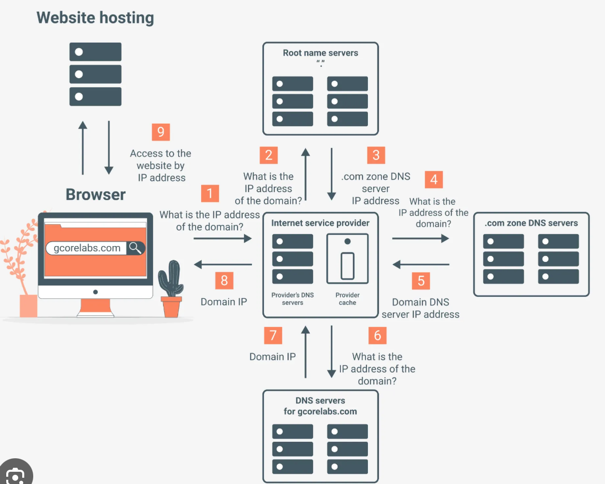 Website hosting
Root name servers
"."
9
Access to the
website by
IP address
2
What is the
IP address
of the domain?
3
.com zone DNS
server
IP address
4
What is the
IP address of the
domain?
Browser
1
What is the IP address
of the domain?
gcorelabs.com
Internet service provider
Provider's DNS
servers
Provider
cache
.com zone DNS servers
8
Domain IP
5
Domain DNS
server IP address
7
Domain IP
6
What is the
IP address of the
domain?
DNS servers
for gcorelabs.com